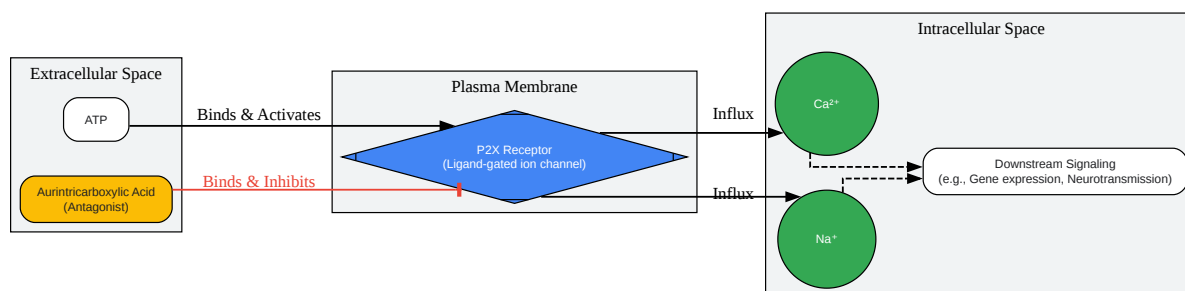 Extracellular Space
ATP
Aurintricarboxylic Acid
(Antagonist)
Binds & Activates
Binds & Inhibits
Plasma Membrane
P2X Receptor
(Ligand-gated ion channel)
Influx
Influx
Intracellular Space
Ca²⁺
Na⁺
Downstream Signaling
(e.g., Gene expression, Neurotransmission)